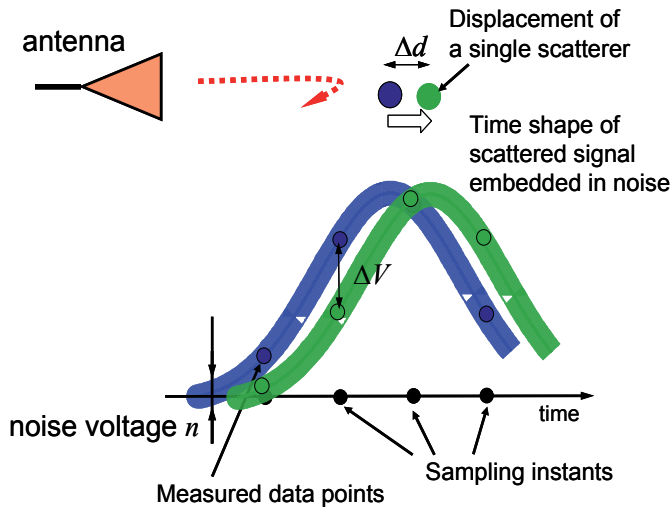 antenna
Displacement of
a single scatterer
Δd
Time shape of
scattered signal
embedded in noise
ΔV
time
noise voltage n
Sampling instants
Measured data points